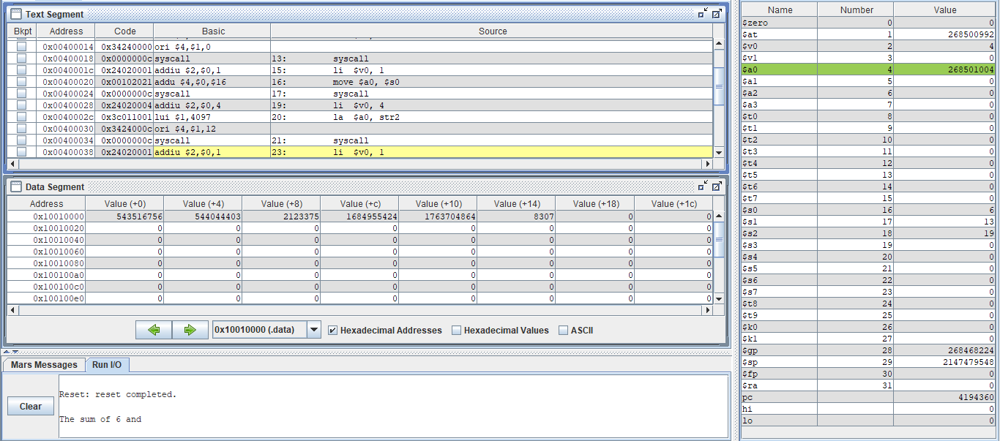 Text Segment
Bkpt Address Code Basic Source
0x00400014 0x34240000 ori $4,$1,0
0x00400018 0x0000000c syscall 13: syscall
0x0040001c 0x24020001 addiu $2,$0,1 15: li $v0, 1
0x00400020 0x00102021 addu $4,$0,$16 16: move $a0, $s0
0x00400024 0x0000000c syscall 17: syscall
0x00400028 0x24020004 addiu $2,$0,4 19: li $v0, 4
0x0040002c 0x3c011001 lui $1,4097 20: la $a0, str2
0x00400030 0x3424000c ori $4,$1,12
0x00400034 0x0000000c syscall 21: syscall
0x00400038 0x24020001 addiu $2,$0,1 23: li $v0, 1
Data Segment
Address Value (+0) Value (+4) Value (+8) Value (+c) Value (+10) Value (+14) Value (+18) Value (+1c)
0x10010000 543516756 544044403 2123375 1684955424 1763704864 8307 0 0
0x10010020 0 0 0 0 0 0 0 0
0x10010040 0 0 0 0 0 0 0 0
0x10010060 0 0 0 0 0 0 0 0
0x10010080 0 0 0 0 0 0 0 0
0x100100a0 0 0 0 0 0 0 0 0
0x100100c0 0 0 0 0 0 0 0 0
0x100100e0 0 0 0 0 0 0 0 0
0x10010000 (.data) Hexadecimal Addresses Hexadecimal Values ASCII
Mars Messages Run I/O
Clear
Reset: reset completed.
The sum of 6 and
Name Number Value
$zero 0 0
$at 1 268500992
$v0 2 4
$v1 3 0
$a0 4 268501004
$a1 5 0
$a2 6 0
$a3 7 0
$t0 8 0
$t1 9 0
$t2 10 0
$t3 11 0
$t4 12 0
$t5 13 0
$t6 14 0
$t7 15 0
$s0 16 6
$s1 17 13
$s2 18 19
$s3 19 0
$s4 20 0
$s5 21 0
$s6 22 0
$s7 23 0
$t8 24 0
$t9 25 0
$k0 26 0
$k1 27 0
$gp 28 268468224
$sp 29 2147479548
$fp 30 0
$ra 31 0
pc 4194360
hi 0
lo 0